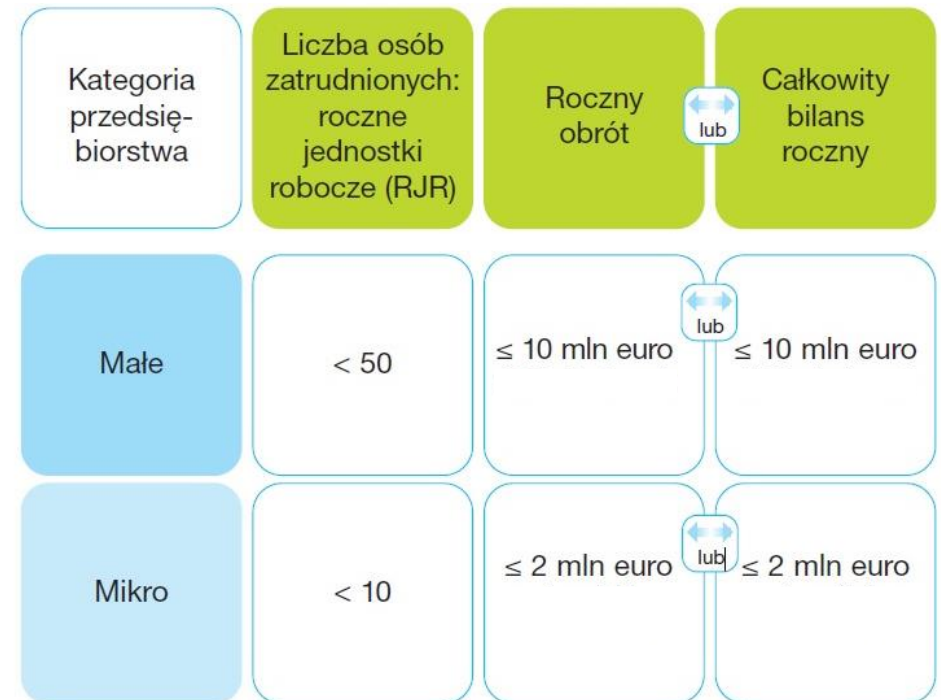 Kategoria
przedsię-
biorstwa
Liczba osób
zatrudnionych:
roczne
jednostki
robocze (RJR)
Roczny
obrót
lub
Całkowity
bilans
roczny
Małe
< 50
≤ 10 mln euro
lub
≤ 10 mln euro
Mikro
< 10
≤ 2 mln euro
lub
≤ 2 mln euro